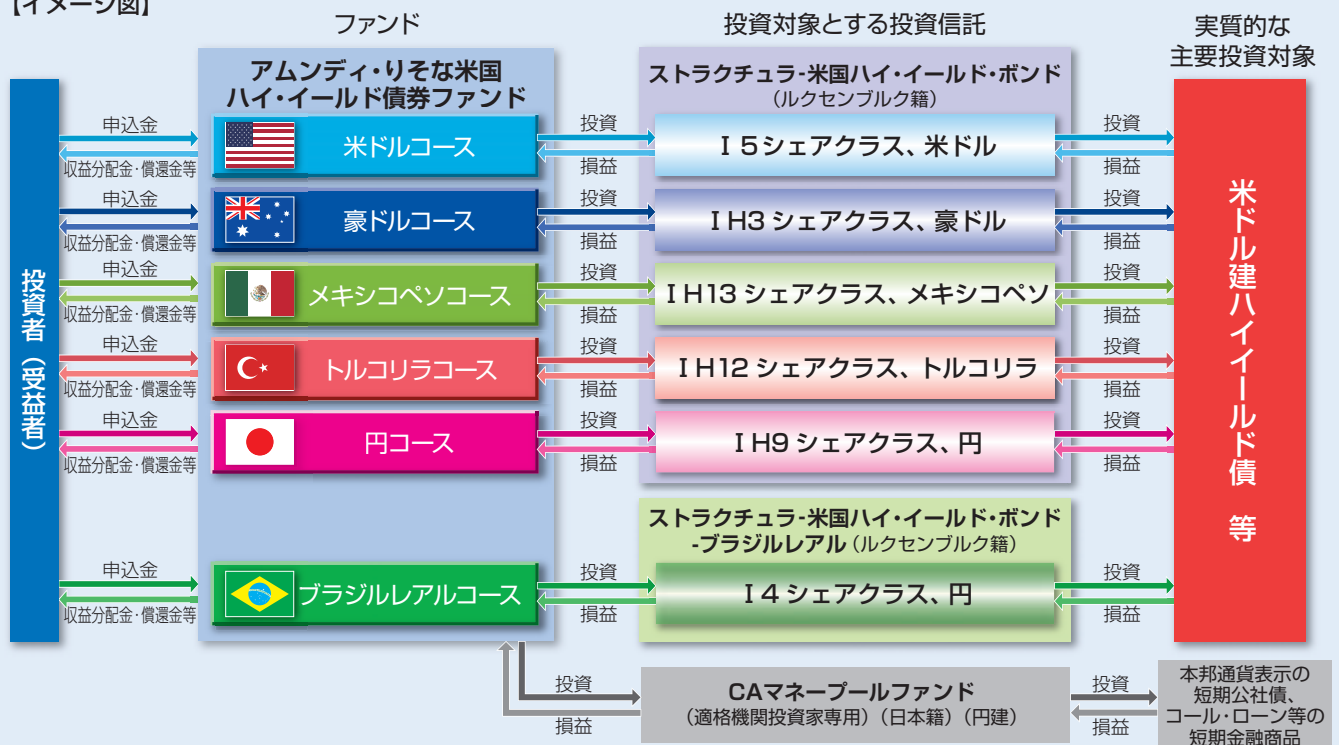 【イメージ図】
ファンド
投資対象とする投資信託
実質的な
主要投資対象
アムンディ・りそな米国
ハイ・イールド債券ファンド
ストラクチュラ-米国ハイ・イールド・ボンド
（ルクセンブルク籍）
投資者（受益者）
申込金
収益分配金・償還金等
米ドルコース
投資
損益
I 5シェアクラス、米ドル
投資
損益
申込金
収益分配金・償還金等
豪ドルコース
投資
損益
I H3 シェアクラス、豪ドル
投資
損益
申込金
収益分配金・償還金等
メキシコペソコース
投資
損益
I H13 シェアクラス、メキシコペソ
投資
損益
申込金
収益分配金・償還金等
トルコリラコース
投資
損益
I H12 シェアクラス、トルコリラ
投資
損益
申込金
収益分配金・償還金等
円コース
投資
損益
I H9 シェアクラス、円
投資
損益
米ドル建ハイイールド債 等
ストラクチュラ-米国ハイ・イールド・ボンド
-ブラジルレアル（ルクセンブルク籍）
申込金
収益分配金・償還金等
ブラジルレアルコース
投資
損益
I 4 シェアクラス、円
投資
損益
投資
損益
CAマネープールファンド
（適格機関投資家専用）（日本籍）（円建）
投資
損益
本邦通貨表示の
短期公社債、
コール・ローン等の
短期金融商品